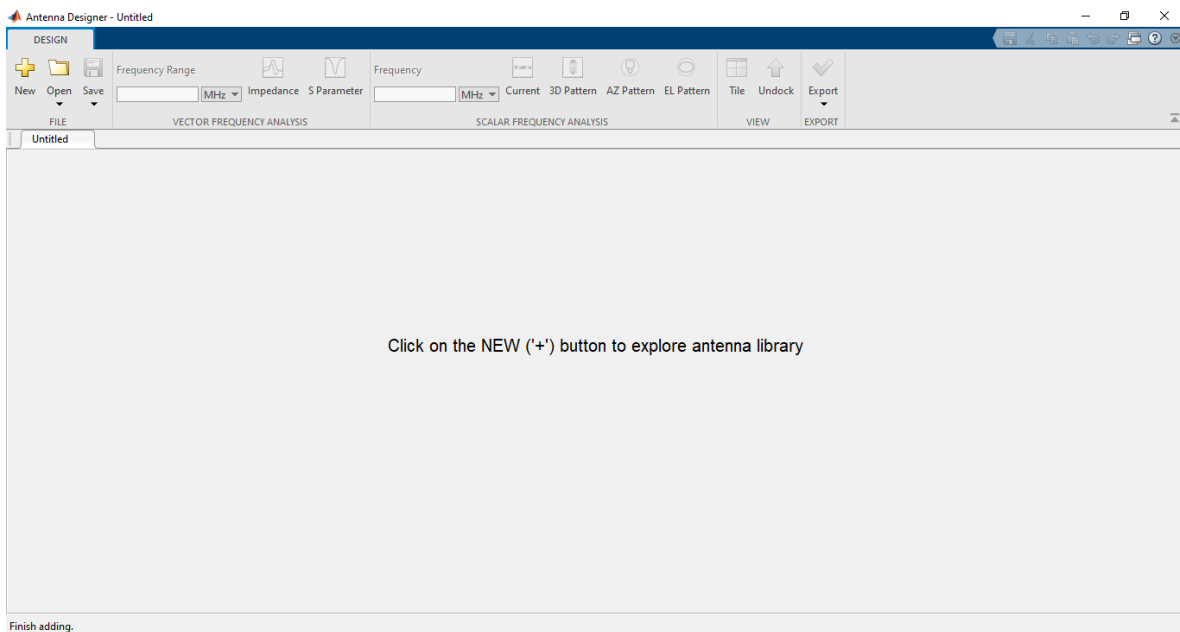 Antenna Designer - Untitled
DESIGN
New Open Save
FILE
Frequency Range
MHz
Impedance S Parameter
VECTOR FREQUENCY ANALYSIS
Frequency
MHz
Current 3D Pattern AZ Pattern EL Pattern
SCALAR FREQUENCY ANALYSIS
Tile Undock
VIEW
Export
EXPORT
Untitled
Click on the NEW ('+') button to explore antenna library
Finish adding.